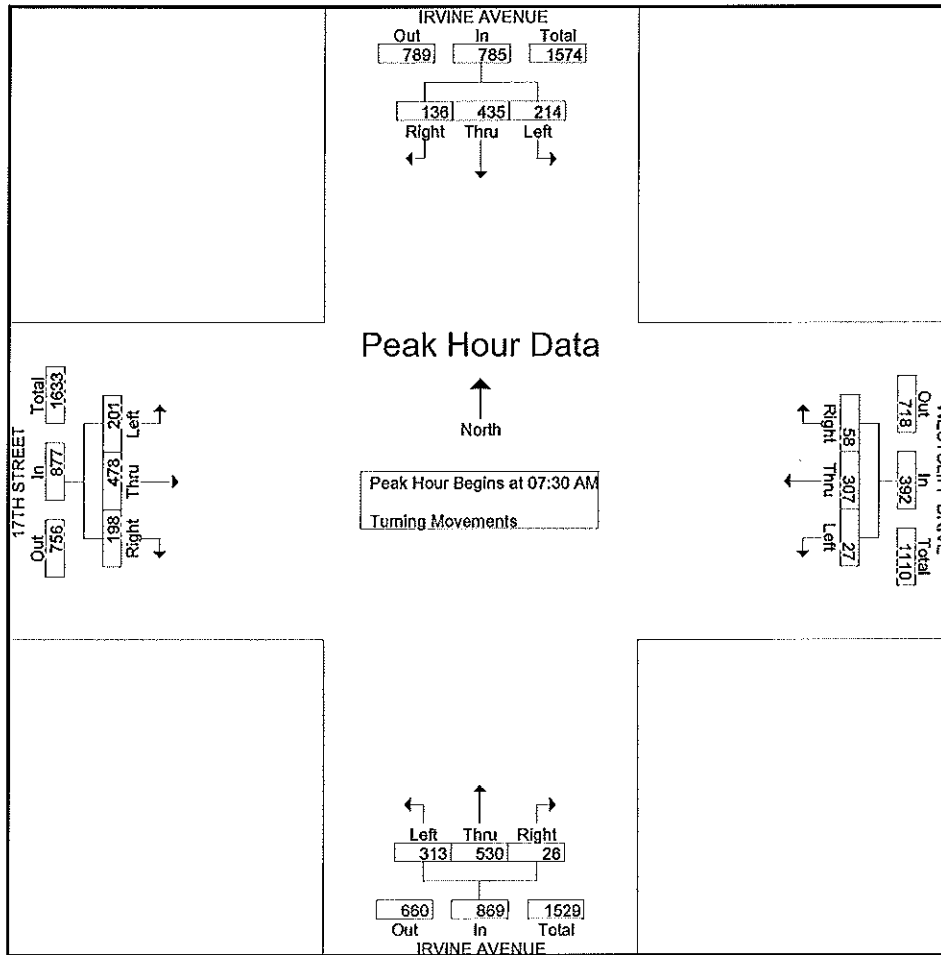 IRVINE AVENUE
Out In Total
789 785 1574
136 435 214
Right Thru Left
Peak Hour Data
North
Peak Hour Begins at 07:30 AM
Turning Movements
17TH STREET
Out In Total
756 877 1633
198 478 201
Right Thru Left
Out In Total
718 392 1110
58 307 27
Right Thru Left
Left Thru Right
313 530 26
660 869 1529
Out In Total
IRVINE AVENUE